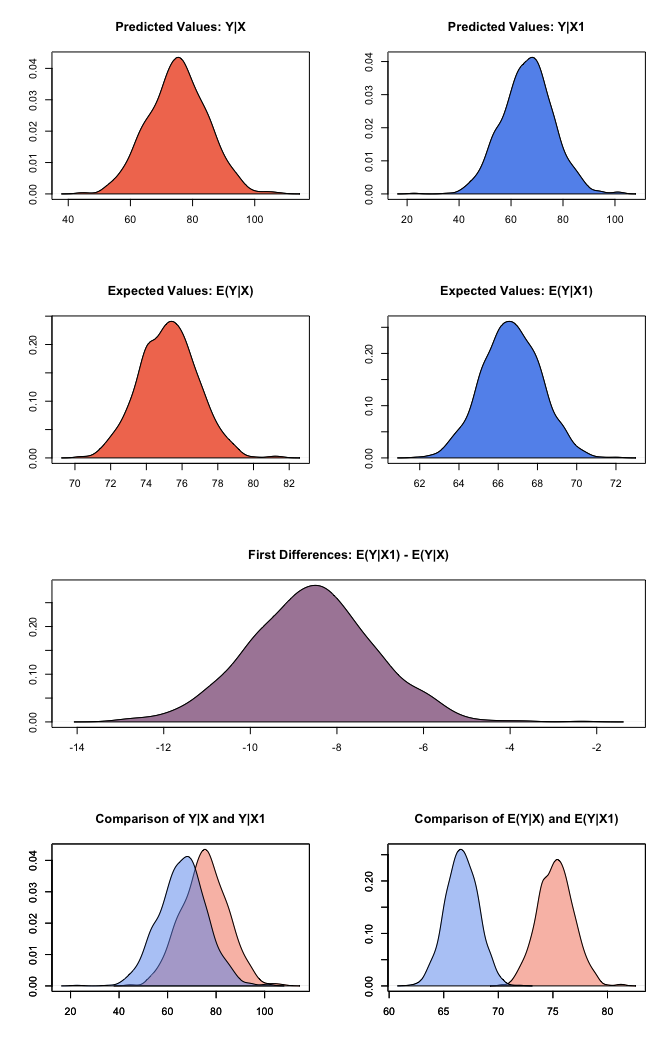 Predicted Values: Y|X
0.00 0.01 0.02 0.03 0.04
40 60 80 100
Predicted Values: Y|X1
0.00 0.01 0.02 0.03 0.04
20 40 60 80 100
Expected Values: E(Y|X)
0.00 0.10 0.20
70 72 74 76 78 80 82
Expected Values: E(Y|X1)
0.00 0.10 0.20
62 64 66 68 70 72
First Differences: E(Y|X1) - E(Y|X)
0.00 0.10 0.20
-14 -12 -10 -8 -6 -4 -2
Comparison of Y|X and Y|X1
0.00 0.01 0.02 0.03 0.04
20 40 60 80 100
Comparison of E(Y|X) and E(Y|X1)
0.00 0.10 0.20
60 65 70 75 80